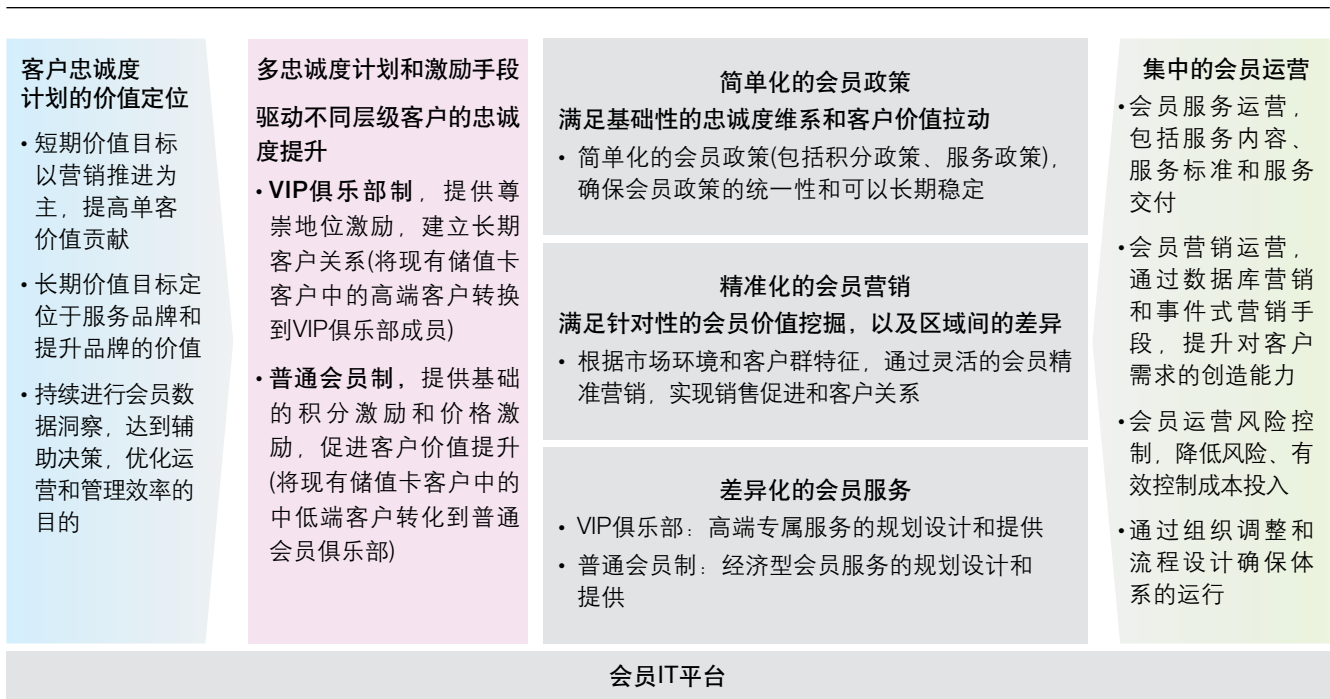 客户忠诚度
计划的价值定位
• 短期价值目标
以营销推进为
主，提高单客
价值贡献
• 长期价值目标定
位于服务品牌和
提升品牌的价值
• 持续进行会员数
据洞察，达到辅
助决策，优化运
营和管理效率的
目的
多忠诚度计划和激励手段
驱动不同层级客户的忠诚
度提升
• VIP俱乐部制，提供尊
崇地位激励，建立长期
客户关系(将现有储值卡
客户中的高端客户转换
到VIP俱乐部成员)
• 普通会员制，提供基础
的积分激励和价格激
励，促进客户价值提升
(将现有储值卡客户中的
中低端客户转化到普通
会员俱乐部)
简单化的会员政策
满足基础性的忠诚度维系和客户价值拉动
• 简单化的会员政策(包括积分政策、服务政策)，
确保会员政策的统一性和可以长期稳定
精准化的会员营销
满足针对性的会员价值挖掘，以及区域间的差异
• 根据市场环境和客户群特征，通过灵活的会员精
准营销，实现销售促进和客户关系
差异化的会员服务
• VIP俱乐部：高端专属服务的规划设计和提供
• 普通会员制：经济型会员服务的规划设计和
提供
集中的会员运营
•会员服务运营，
包括服务内容、
服务标准和服务
交付
•会员营销运营，
通过数据库营销
和事件式营销手
段，提升对客户
需求的创造能力
•会员运营风险控
制，降低风险、有
效控制成本投入
•通过组织调整和
流程设计确保体
系的运行
会员IT平台